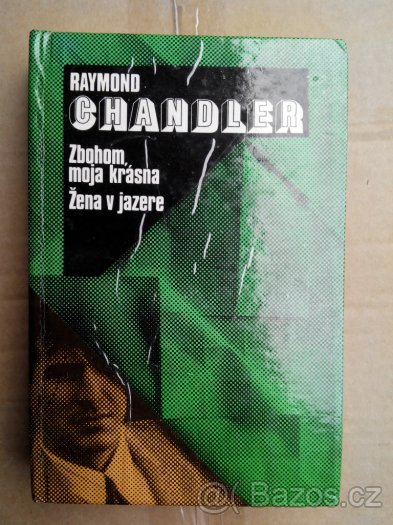 RAYMOND
CHANDLER
Zbohom,
moja krásna
Žena v jazere
Bazos.cz